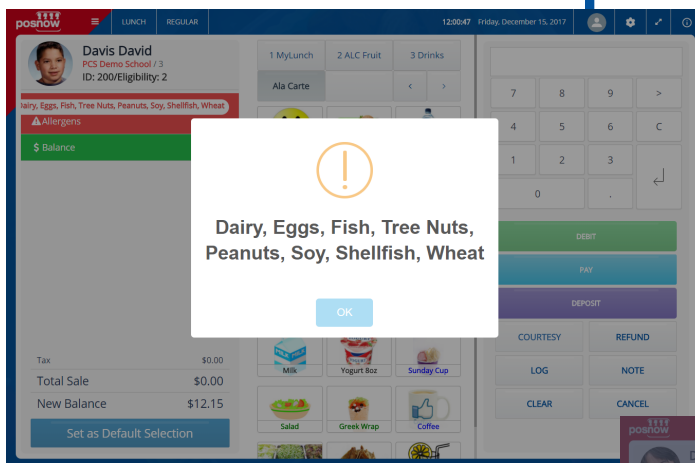 posnow
LUNCH
REGULAR
12:00:47 Friday, December 15, 2017
Davis David
PCS Demo School / 3
ID: 200/Eligibility: 2
Dairy, Eggs, Fish, Tree Nuts, Peanuts, Soy, Shellfish, Wheat
Allergens
$ Balance
1 MyLunch
2 ALC Fruit
3 Drinks
Ala Carte
<
>
7
8
9
>
4
5
6
C
1
2
3
0
.
Dairy, Eggs, Fish, Tree Nuts,
Peanuts, Soy, Shellfish, Wheat
OK
DEBIT
PAY
DEPOSIT
COURTESY
REFUND
LOG
NOTE
CLEAR
CANCEL
Milk
Yogurt 8oz
Sunday Cup
Salad
Greek Wrap
Coffee
Tax $0.00
Total Sale $0.00
New Balance $12.15
Set as Default Selection
posnow